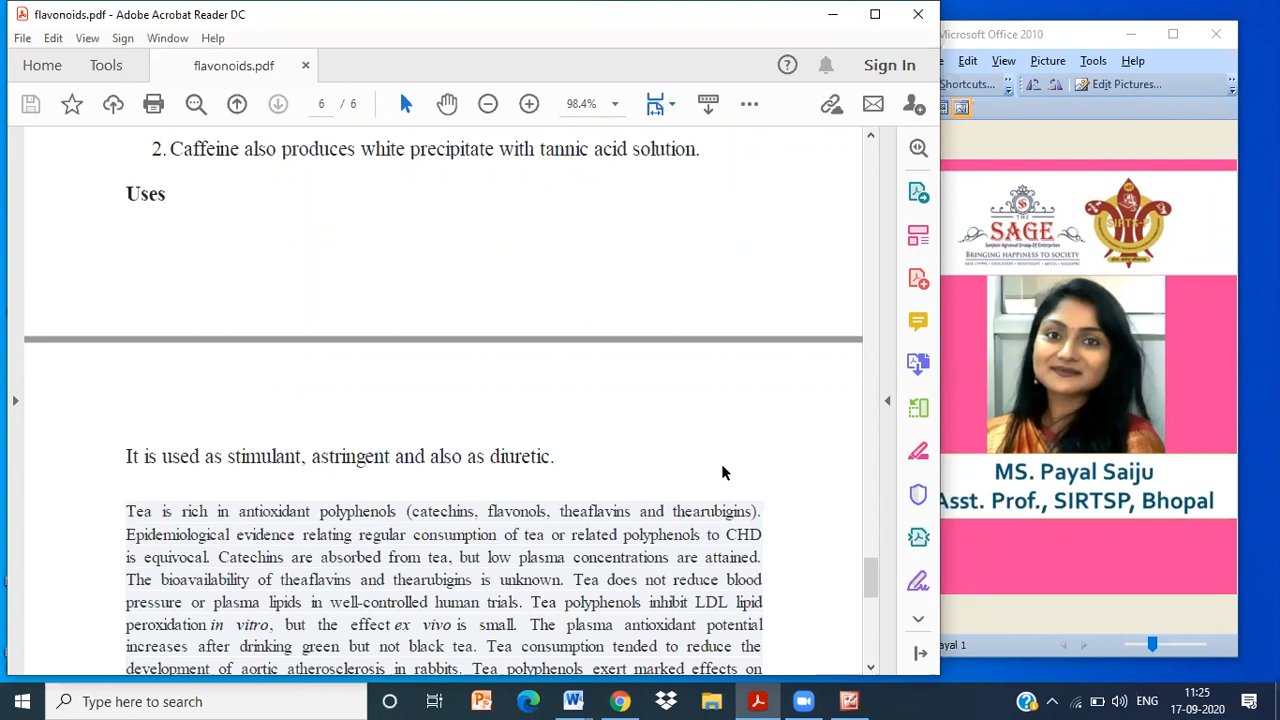 flavonoids.pdf - Adobe Acrobat Reader DC
File Edit View Sign Window Help
Home Tools flavonoids.pdf × Sign In
6 / 6 98.4%
2. Caffeine also produces white precipitate with tannic acid solution.
Uses
It is used as stimulant, astringent and also as diuretic.
Tea is rich in antioxidant polyphenols (catechins, flavonols, theaflavins and thearubigins).
Epidemiological evidence relating regular consumption of tea or related polyphenols to CHD
is equivocal. Catechins are absorbed from tea, but low plasma concentrations are attained.
The bioavailability of theaflavins and thearubigins is unknown. Tea does not reduce blood
pressure or plasma lipids in well-controlled human trials. Tea polyphenols inhibit LDL lipid
peroxidation in vitro, but the effect ex vivo is small. The plasma antioxidant potential
increases after drinking green but not black tea. Tea consumption tended to reduce the
development of aortic atherosclerosis in rabbits. Tea polyphenols exert marked effects on
Microsoft Office 2010
Edit View Picture Tools Help
Shortcuts... Edit Pictures...
THE
SAGE
Sanjeev Agrawal Group Of Enterprises
BRINGING HAPPINESS TO SOCIETY
SIRTS-P
MS. Payal Saiju
Asst. Prof., SIRTSP, Bhopal
ayal 1
Type here to search
ENG
11:25
17-09-2020